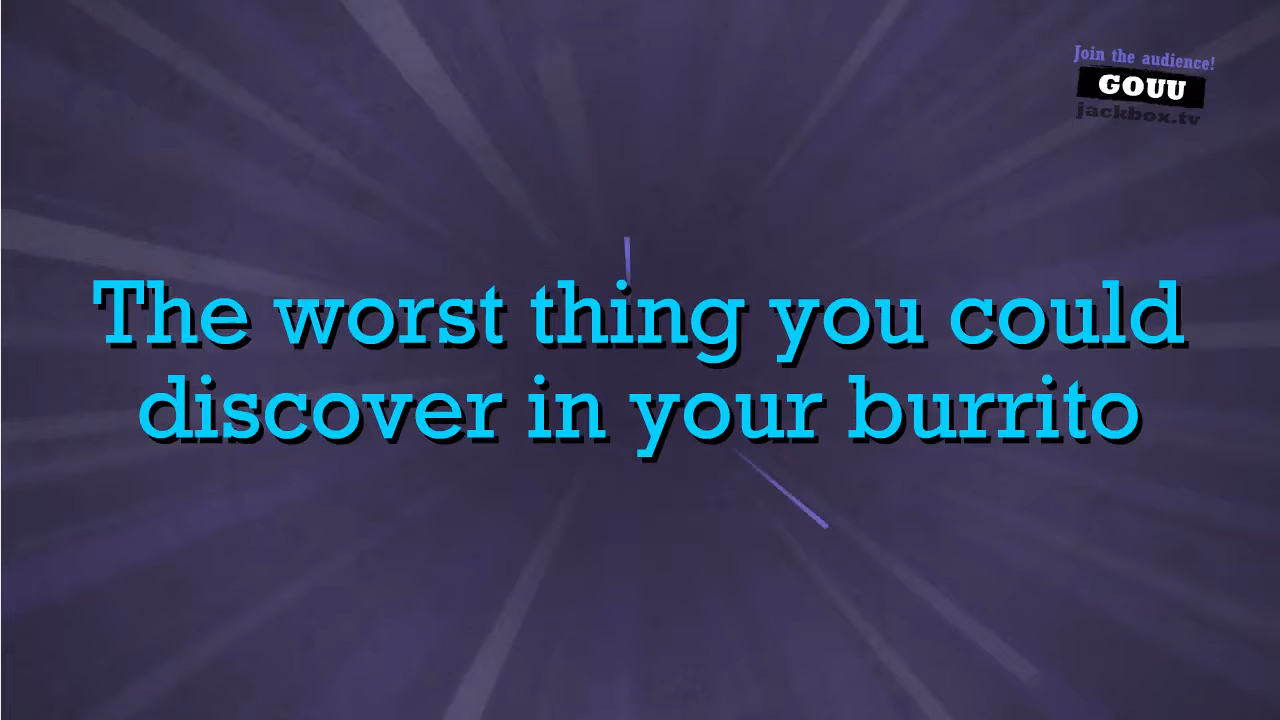 Join the audience!
GOUU
jackbox.tv
The worst thing you could
discover in your burrito